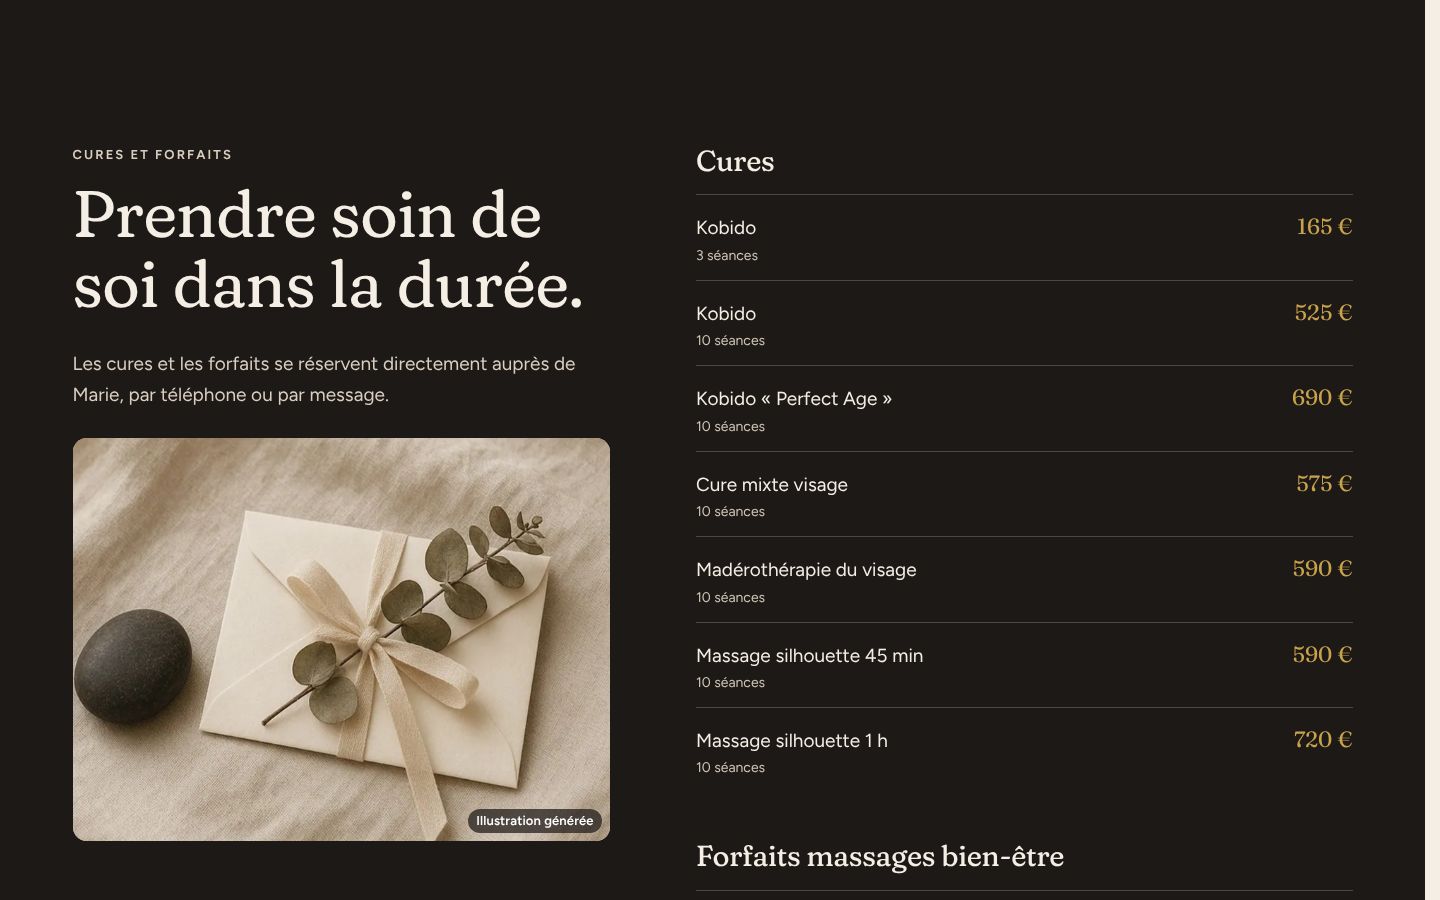 CURES ET FORFAITS
Prendre soin de
soi dans la durée.
Les cures et les forfaits se réservent directement auprès de
Marie, par téléphone ou par message.
Illustration générée
Cures
Kobido
165 €
3 séances
Kobido
525 €
10 séances
Kobido « Perfect Age »
690 €
10 séances
Cure mixte visage
575 €
10 séances
Madérothérapie du visage
590 €
10 séances
Massage silhouette 45 min
590 €
10 séances
Massage silhouette 1 h
720 €
10 séances
Forfaits massages bien-être